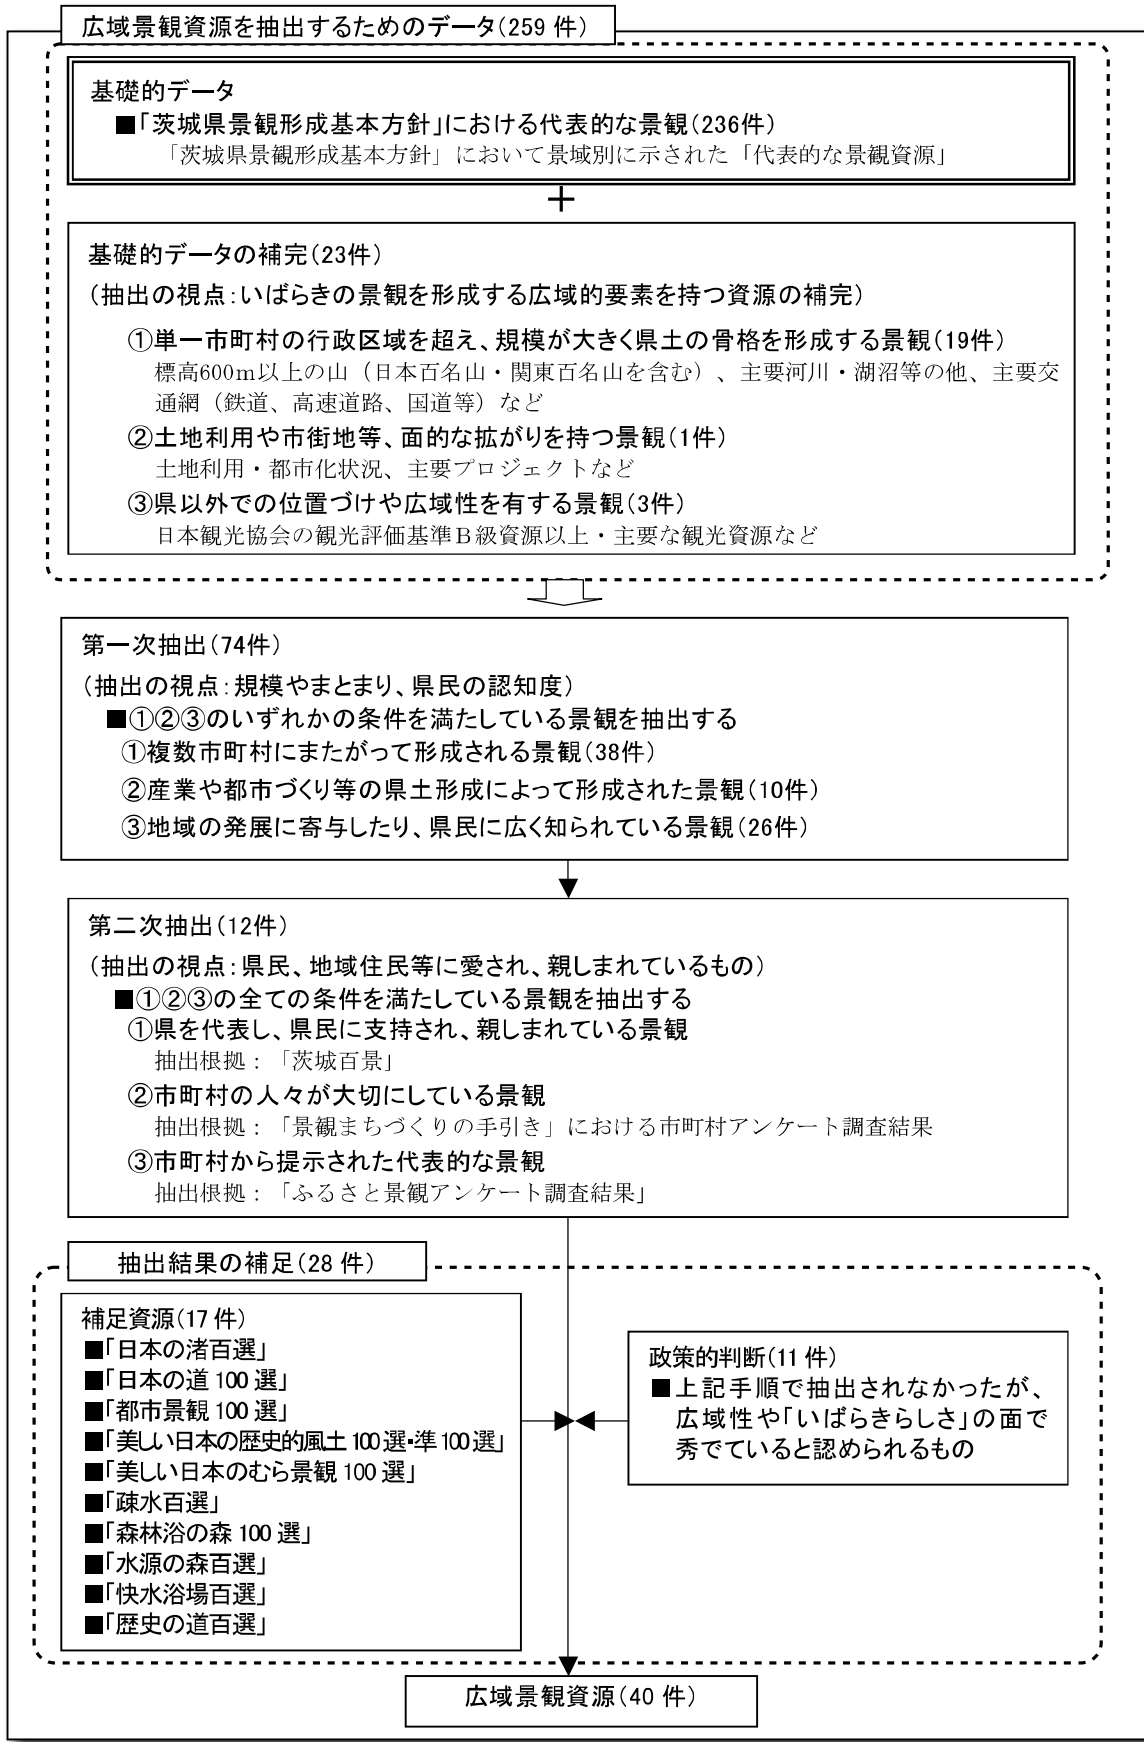 広域景観資源を抽出するためのデータ(259 件)
基礎的データ
■「茨城県景観形成基本方針」における代表的な景観(236件)
「茨城県景観形成基本方針」において景域別に示された「代表的な景観資源」
＋
基礎的データの補完(23件)
(抽出の視点:いばらきの景観を形成する広域的要素を持つ資源の補完)
①単一市町村の行政区域を超え、規模が大きく県土の骨格を形成する景観(19件)
標高600m以上の山（日本百名山・関東百名山を含む）、主要河川・湖沼等の他、主要交
通網（鉄道、高速道路、国道等）など
②土地利用や市街地等、面的な拡がりを持つ景観(1件)
土地利用・都市化状況、主要プロジェクトなど
③県以外での位置づけや広域性を有する景観(3件)
日本観光協会の観光評価基準Ｂ級資源以上・主要な観光資源など
第一次抽出(74件)
(抽出の視点:規模やまとまり、県民の認知度)
■①②③のいずれかの条件を満たしている景観を抽出する
①複数市町村にまたがって形成される景観(38件)
②産業や都市づくり等の県土形成によって形成された景観(10件)
③地域の発展に寄与したり、県民に広く知られている景観(26件)
第二次抽出(12件)
(抽出の視点:県民、地域住民等に愛され、親しまれているもの)
■①②③の全ての条件を満たしている景観を抽出する
①県を代表し、県民に支持され、親しまれている景観
抽出根拠：「茨城百景」
②市町村の人々が大切にしている景観
抽出根拠：「景観まちづくりの手引き」における市町村アンケート調査結果
③市町村から提示された代表的な景観
抽出根拠：「ふるさと景観アンケート調査結果」
抽出結果の補足(28 件)
補足資源(17 件)
■「日本の渚百選」
■「日本の道 100 選」
■「都市景観 100 選」
■「美しい日本の歴史的風土 100 選・準 100 選」
■「美しい日本のむら景観 100 選」
■「疎水百選」
■「森林浴の森 100 選」
■「水源の森百選」
■「快水浴場百選」
■「歴史の道百選」
政策的判断(11 件)
■上記手順で抽出されなかったが、
広域性や「いばらきらしさ」の面で
秀でていると認められるもの
広域景観資源(40 件)